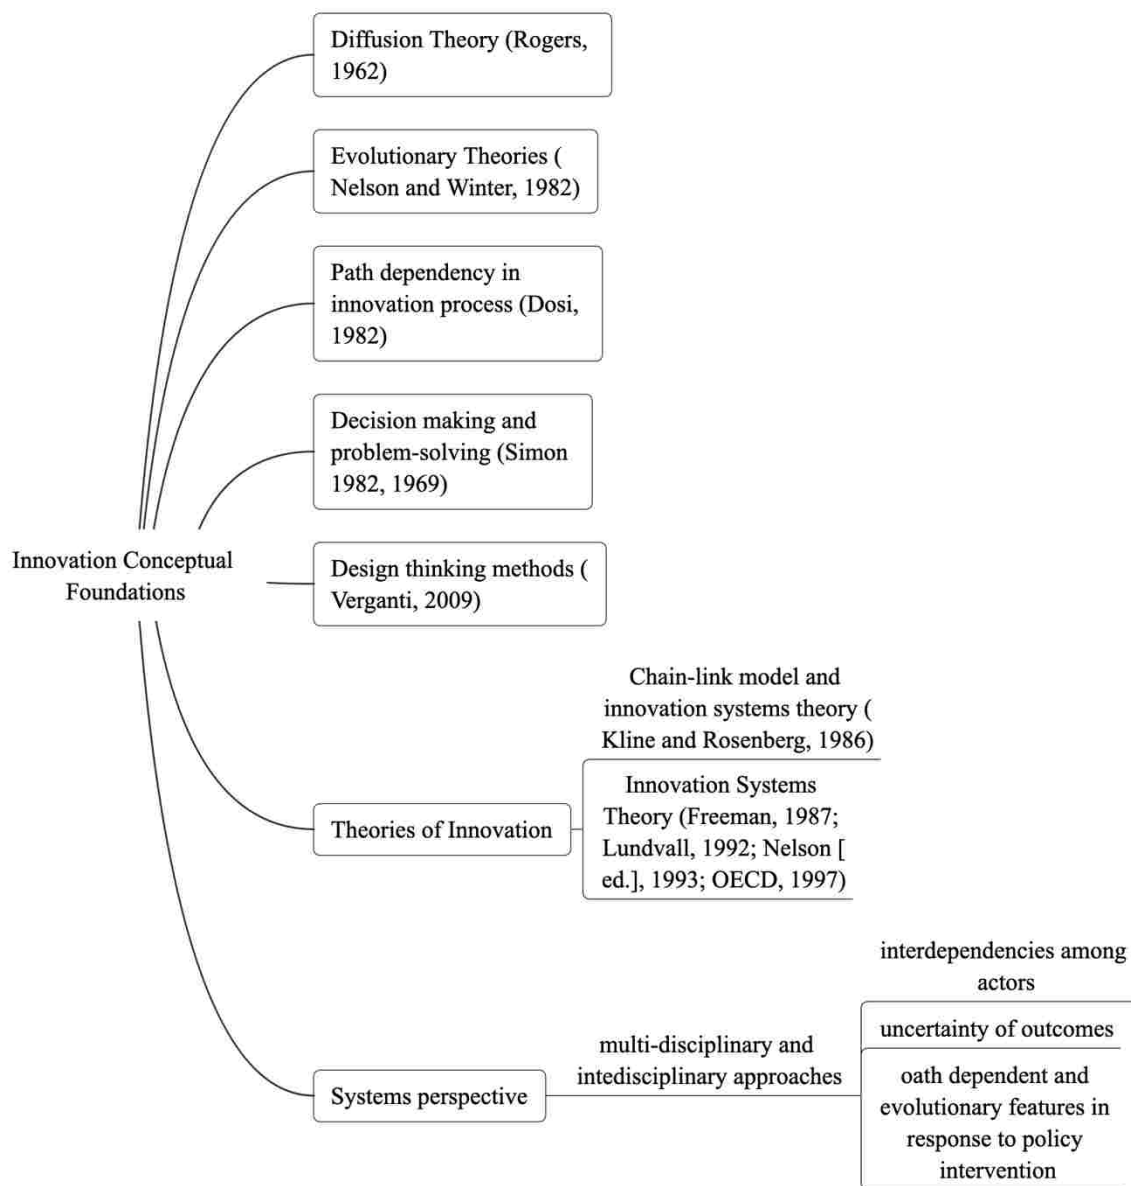 Diffusion Theory (Rogers,
1962)
Evolutionary Theories (
Nelson and Winter, 1982)
Path dependency in
innovation process (Dosi,
1982)
Decision making and
problem-solving (Simon
1982, 1969)
Innovation Conceptual
Foundations
Design thinking methods (
Verganti, 2009)
Chain-link model and
innovation systems theory (
Kline and Rosenberg, 1986)
Theories of Innovation
Innovation Systems
Theory (Freeman, 1987;
Lundvall, 1992; Nelson [
ed.], 1993; OECD, 1997)
Systems perspective
multi-disciplinary and
intedisciplinary approaches
interdependencies among
actors
uncertainty of outcomes
oath dependent and
evolutionary features in
response to policy
intervention